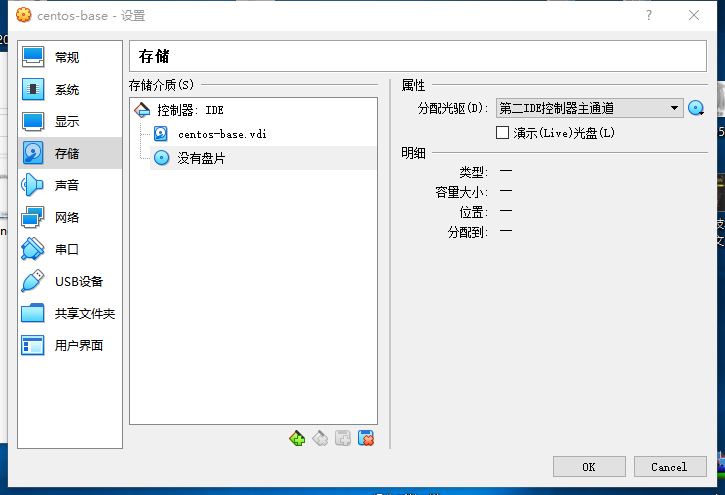 centos-base - 设置
常规
系统
显示
存储
声音
网络
串口
USB设备
共享文件夹
用户界面
存储
存储介质(S)
控制器: IDE
centos-base.vdi
没有盘片
属性
分配光驱(D): 第二IDE控制器主通道
演示(Live)光盘(L)
明细
类型: —
容量大小: —
位置: —
分配到: —
OK
Cancel